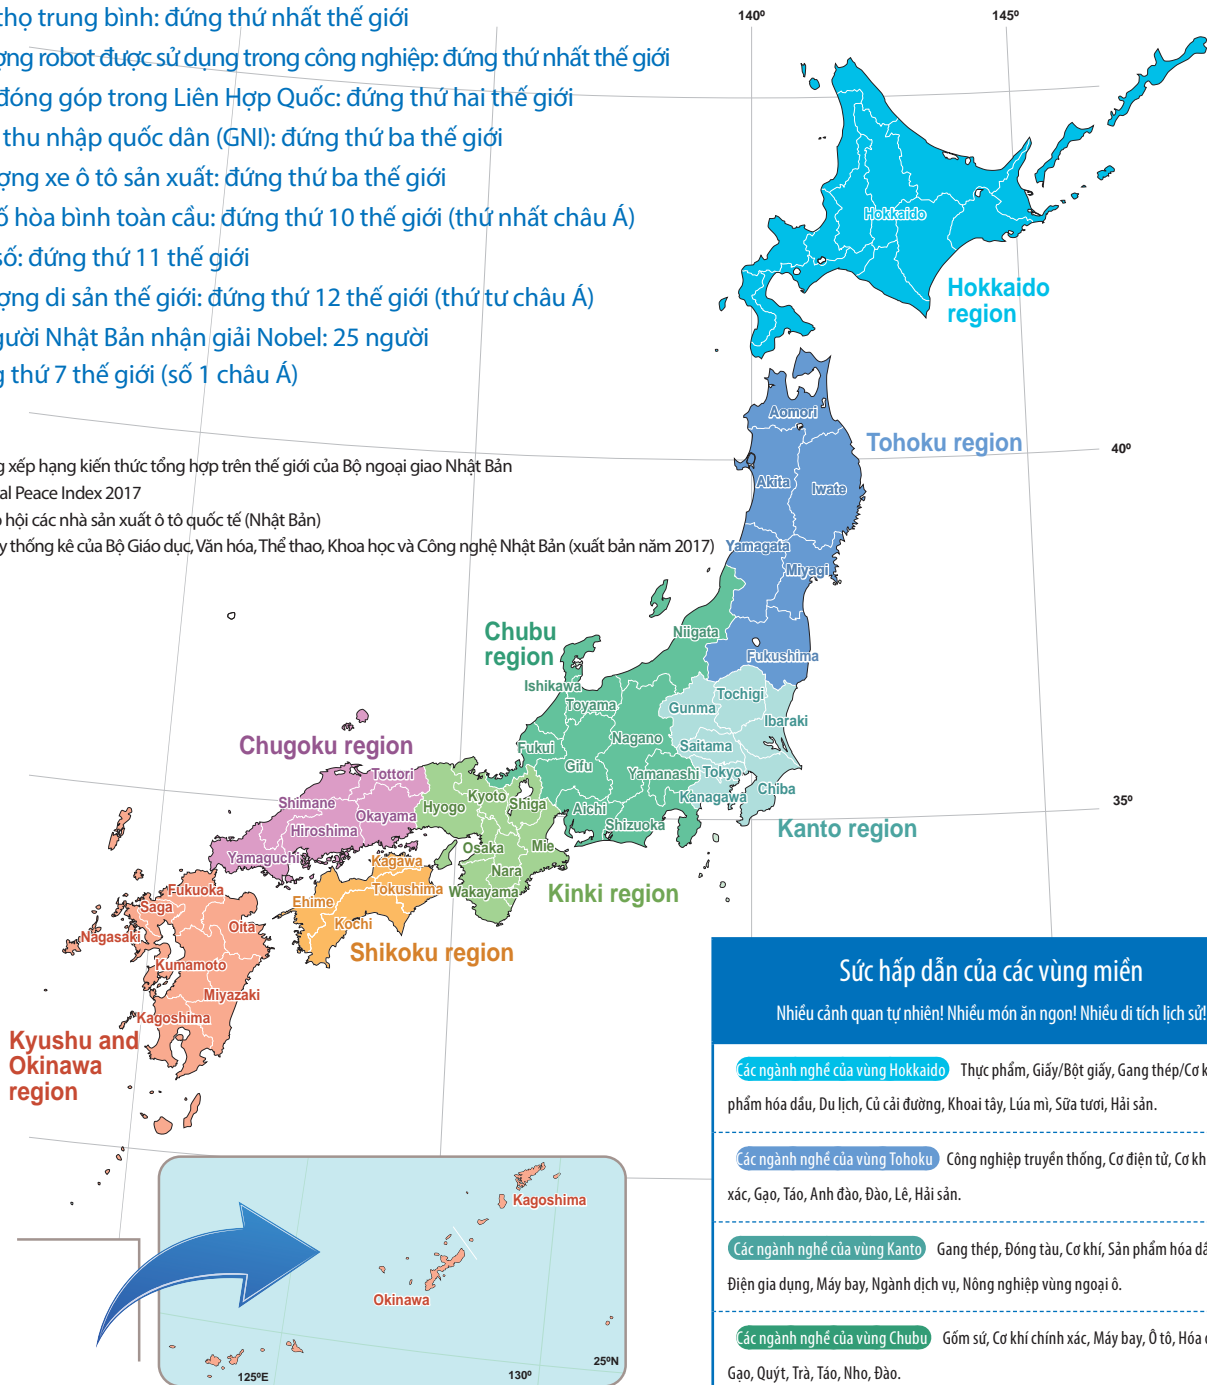 thọ trung bình: đứng thứ nhất thế giới
robot được sử dụng trong công nghiệp: đứng thứ nhất thế giới
đóng góp trong Liên Hợp Quốc: đứng thứ hai thế giới
thu nhập quốc dân (GNI): đứng thứ ba thế giới
xe ô tô sản xuất: đứng thứ ba thế giới
hòa bình toàn cầu: đứng thứ 10 thế giới (thứ nhất châu Á)
số: đứng thứ 11 thế giới
di sản thế giới: đứng thứ 12 thế giới (thứ tư châu Á)
Nhật Bản nhận giải Nobel: 25 người
thứ 7 thế giới (số 1 châu Á)
xếp hạng kiến thức tổng hợp trên thế giới của Bộ ngoại giao Nhật Bản
Peace Index 2017
hội các nhà sản xuất ô tô quốc tế (Nhật Bản)
thống kê của Bộ Giáo dục, Văn hóa, Thể thao, Khoa học và Công nghệ Nhật Bản (xuất bản năm 2017)
140º
145º
Hokkaido
Hokkaido
region
Aomori
Tohoku region
40º
Akita
Iwate
Yamagata
Miyagi
Niigata
Fukushima
Chubu
region
Ishikawa
Toyama
Tochigi
Gunma
Ibaraki
Nagano
Saitama
Fukui
Gifu
Yamanashi
Tokyo
Chiba
Kanagawa
35º
Aichi
Shizuoka
Kanto region
Chugoku region
Tottori
Shimane
Okayama
Hiroshima
Yamaguchi
Hyogo
Kyoto
Shiga
Osaka
Mie
Nara
Wakayama
Kinki region
Kagawa
Tokushima
Ehime
Kochi
Shikoku region
Fukuoka
Saga
Oita
Nagasaki
Kumamoto
Miyazaki
Kagoshima
Kyushu and
Okinawa
region
Kagoshima
Okinawa
125ºE
130º
25ºN
Sức hấp dẫn của các vùng miền
Nhiều cảnh quan tự nhiên! Nhiều món ăn ngon! Nhiều di tích lịch sử!
Các ngành nghề của vùng Hokkaido Thực phẩm, Giấy/Bột giấy, Gang thép/Cơ
phẩm hóa dầu, Du lịch, Củ cải đường, Khoai tây, Lúa mì, Sữa tươi, Hải sản.
Các ngành nghề của vùng Tohoku Công nghiệp truyền thống, Cơ điện tử, Cơ
xác, Gạo, Táo, Anh đào, Đào, Lê, Hải sản.
Các ngành nghề của vùng Kanto Gang thép, Đóng tàu, Cơ khí, Sản phẩm hóa
Điện gia dụng, Máy bay, Ngành dịch vụ, Nông nghiệp vùng ngoại ô.
Các ngành nghề của vùng Chubu Gốm sứ, Cơ khí chính xác, Máy bay, Ô tô, Hóa
Gạo, Quýt, Trà, Táo, Nho, Đào.